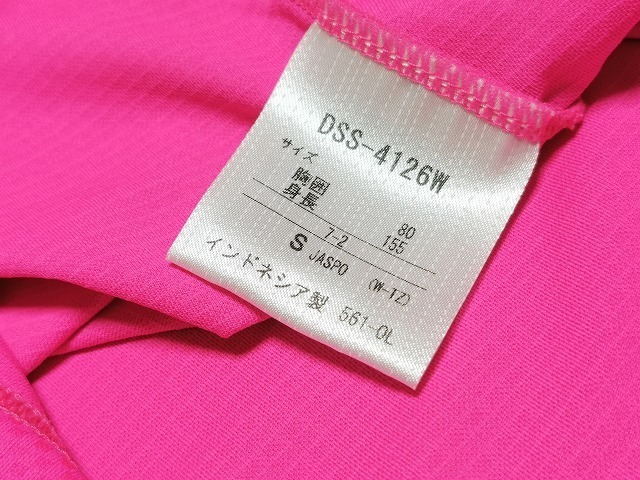 DSS-4126W
サイズ
胸囲 80
身長 155
7-2
S JASPO (W-TZ)
インドネシア製 561-OL